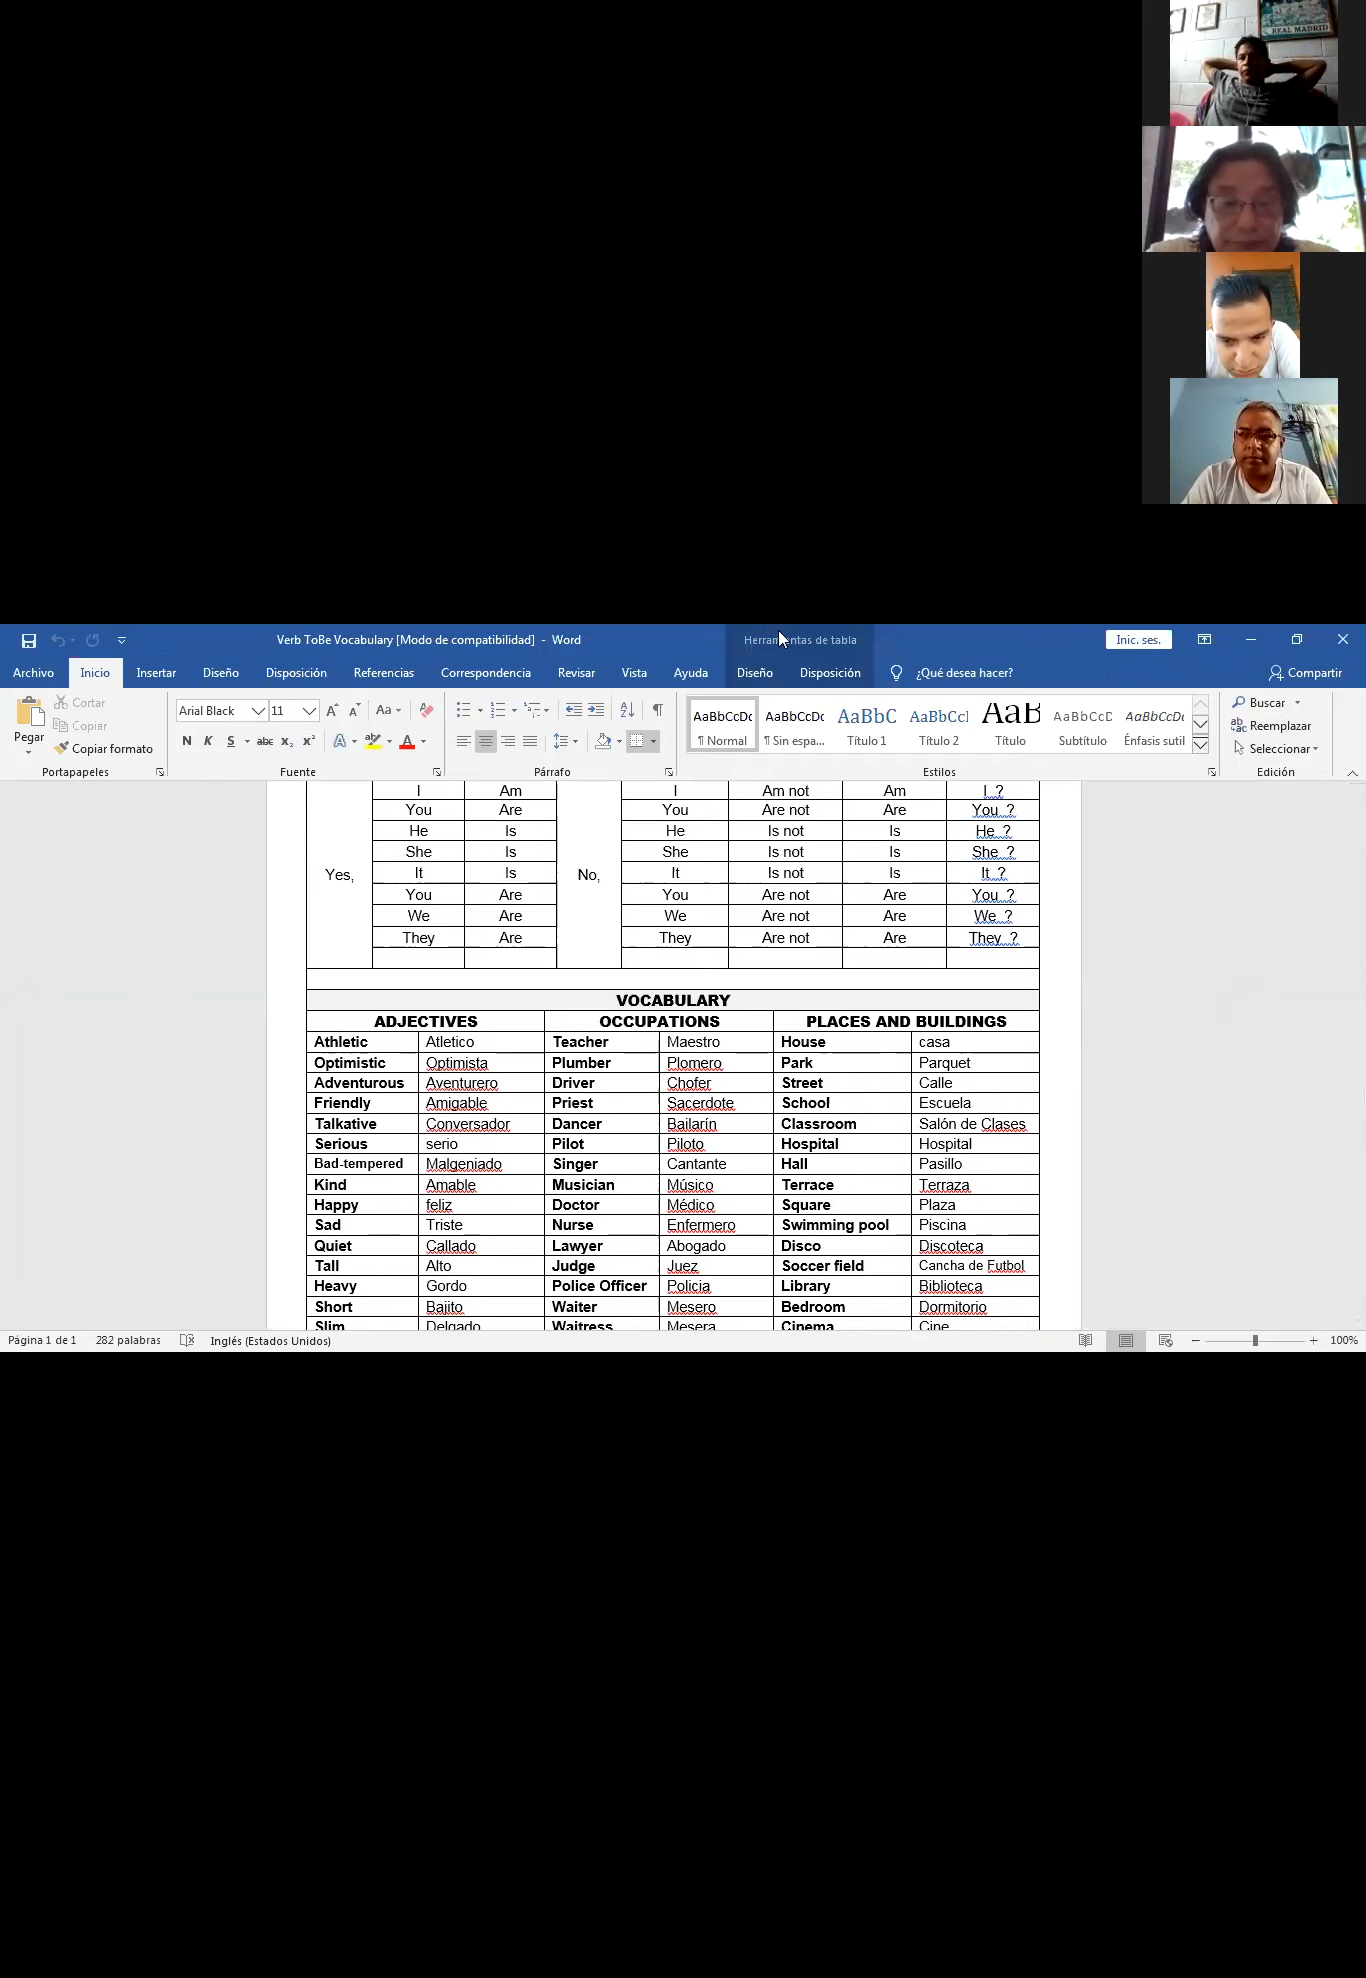 REAL MADRID
Verb ToBe Vocabulary [Modo de compatibilidad] - Word
Herramientas de tabla
Inic. ses.
Archivo Inicio Insertar Diseño Disposición Referencias Correspondencia Revisar Vista Ayuda Diseño Disposición ¿Qué desea hacer? Compartir
Pegar
Cortar
Copiar
Copiar formato
Portapapeles
Arial Black 11
N K S abc x₂ x²
Fuente
Párrafo
AaBbCcDc AaBbCcDc AaBbC AaBbCcI AaB AaBbCcD AaBbCcDc
¶ Normal ¶ Sin espa... Título 1 Título 2 Título Subtítulo Énfasis sutil
Estilos
Buscar
Reemplazar
Seleccionar
Edición
Yes,
No,
I Am I Am not Am I ?
You Are You Are not Are You ?
He Is He Is not Is He ?
She Is She Is not Is She ?
It Is It Is not Is It ?
You Are You Are not Are You ?
We Are We Are not Are We ?
They Are They Are not Are They ?
VOCABULARY
ADJECTIVES OCCUPATIONS PLACES AND BUILDINGS
Athletic Atletico Teacher Maestro House casa
Optimistic Optimista Plumber Plomero Park Parquet
Adventurous Aventurero Driver Chofer Street Calle
Friendly Amigable Priest Sacerdote School Escuela
Talkative Conversador Dancer Bailarín Classroom Salón de Clases
Serious serio Pilot Piloto Hospital Hospital
Bad-tempered Malgeniado Singer Cantante Hall Pasillo
Kind Amable Musician Músico Terrace Terraza
Happy feliz Doctor Médico Square Plaza
Sad Triste Nurse Enfermero Swimming pool Piscina
Quiet Callado Lawyer Abogado Disco Discoteca
Tall Alto Judge Juez Soccer field Cancha de Futbol
Heavy Gordo Police Officer Policia Library Biblioteca
Short Bajito Waiter Mesero Bedroom Dormitorio
Slim Delgado Waitress Mesera Cinema Cine
Página 1 de 1 282 palabras Inglés (Estados Unidos) 100%